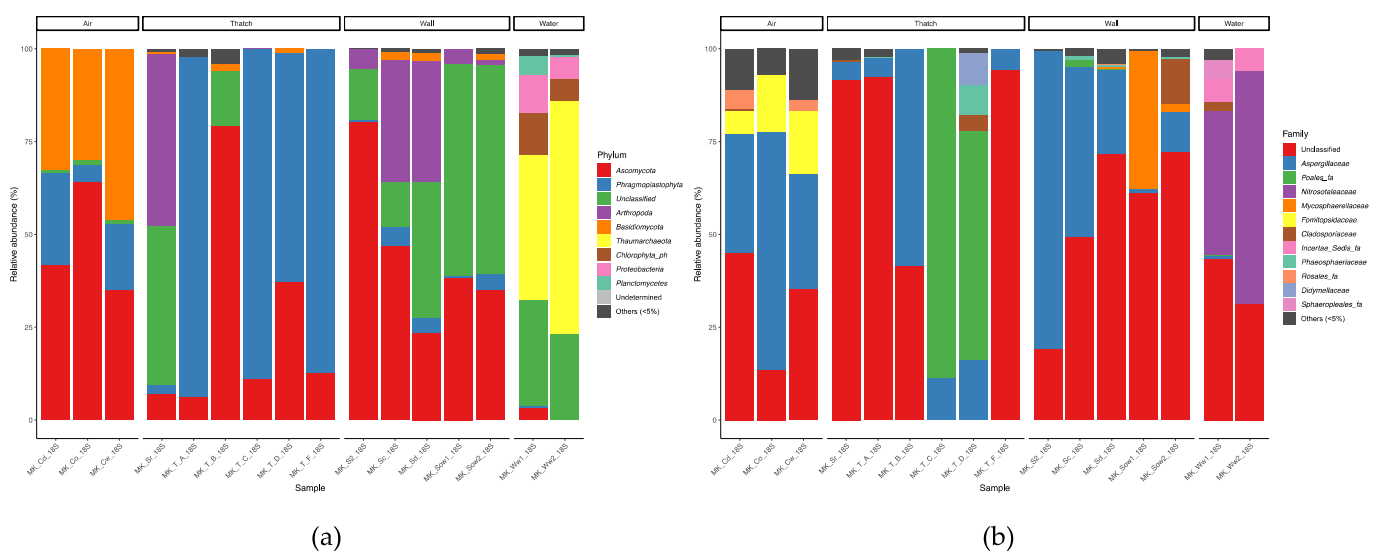 Air Thatch Wall Water
100
75
50
25
0
Relative abundance (%)
MK_Cd_18S
MK_Co_18S
MK_Cw_18S
MK_Sr_18S
MK_T_A_18S
MK_T_B_18S
MK_T_C_18S
MK_T_D_18S
MK_T_F_18S
MK_S2_18S
MK_Sc_18S
MK_Sd_18S
MK_Sow1_18S
MK_Sow2_18S
MK_Ww1_18S
MK_Ww2_18S
Sample
Phylum
Ascomycota
Phragmoplastophyta
Unclassified
Arthropoda
Basidiomycota
Thaumarchaeota
Chlorophyta_ph
Proteobacteria
Planctomycetes
Undetermined
Others (<5%)
(a)
Air Thatch Wall Water
100
75
50
25
0
Relative abundance (%)
MK_Cd_18S
MK_Co_18S
MK_Cw_18S
MK_Sr_18S
MK_T_A_18S
MK_T_B_18S
MK_T_C_18S
MK_T_D_18S
MK_T_F_18S
MK_S2_18S
MK_Sc_18S
MK_Sd_18S
MK_Sow1_18S
MK_Sow2_18S
MK_Ww1_18S
MK_Ww2_18S
Sample
Family
Unclassified
Aspergillaceae
Poales_fa
Nitrosotaleaceae
Mycosphaerellaceae
Fomitopsidaceae
Cladosporiaceae
Incertae_Sedis_fa
Phaeosphaeriaceae
Rosales_fa
Didymellaceae
Sphaeropleales_fa
Others (<5%)
(b)